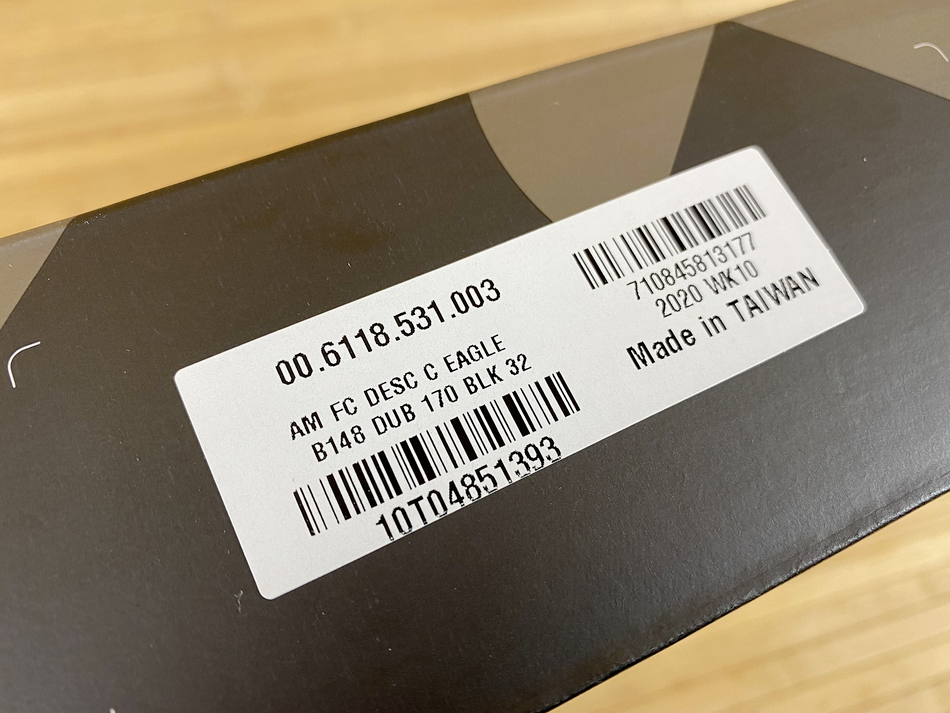 00.6118.531.003
AM FC DESC C EAGLE
B148 DUB 170 BLK 32
10T04851393
710845813177
2020 WK10
Made in TAIWAN